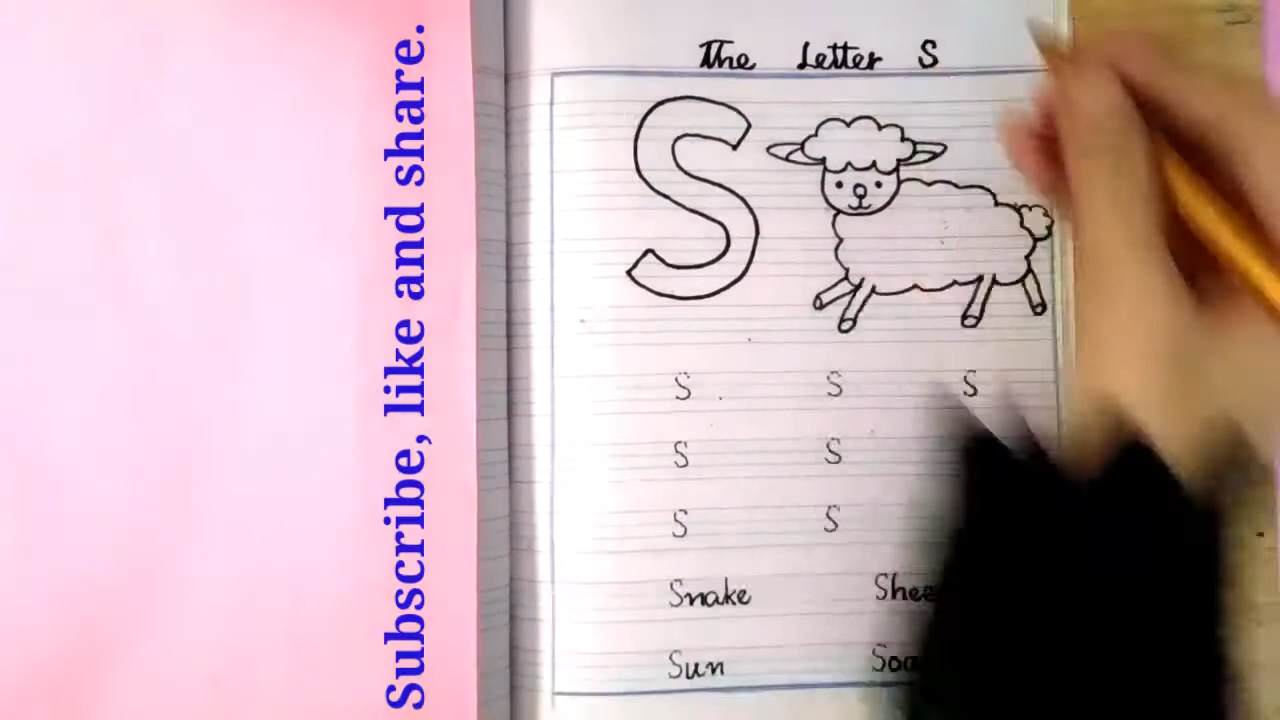 Subscribe, like and share.
The Letter S
S
S S S
S S
S S
Snake
Sun